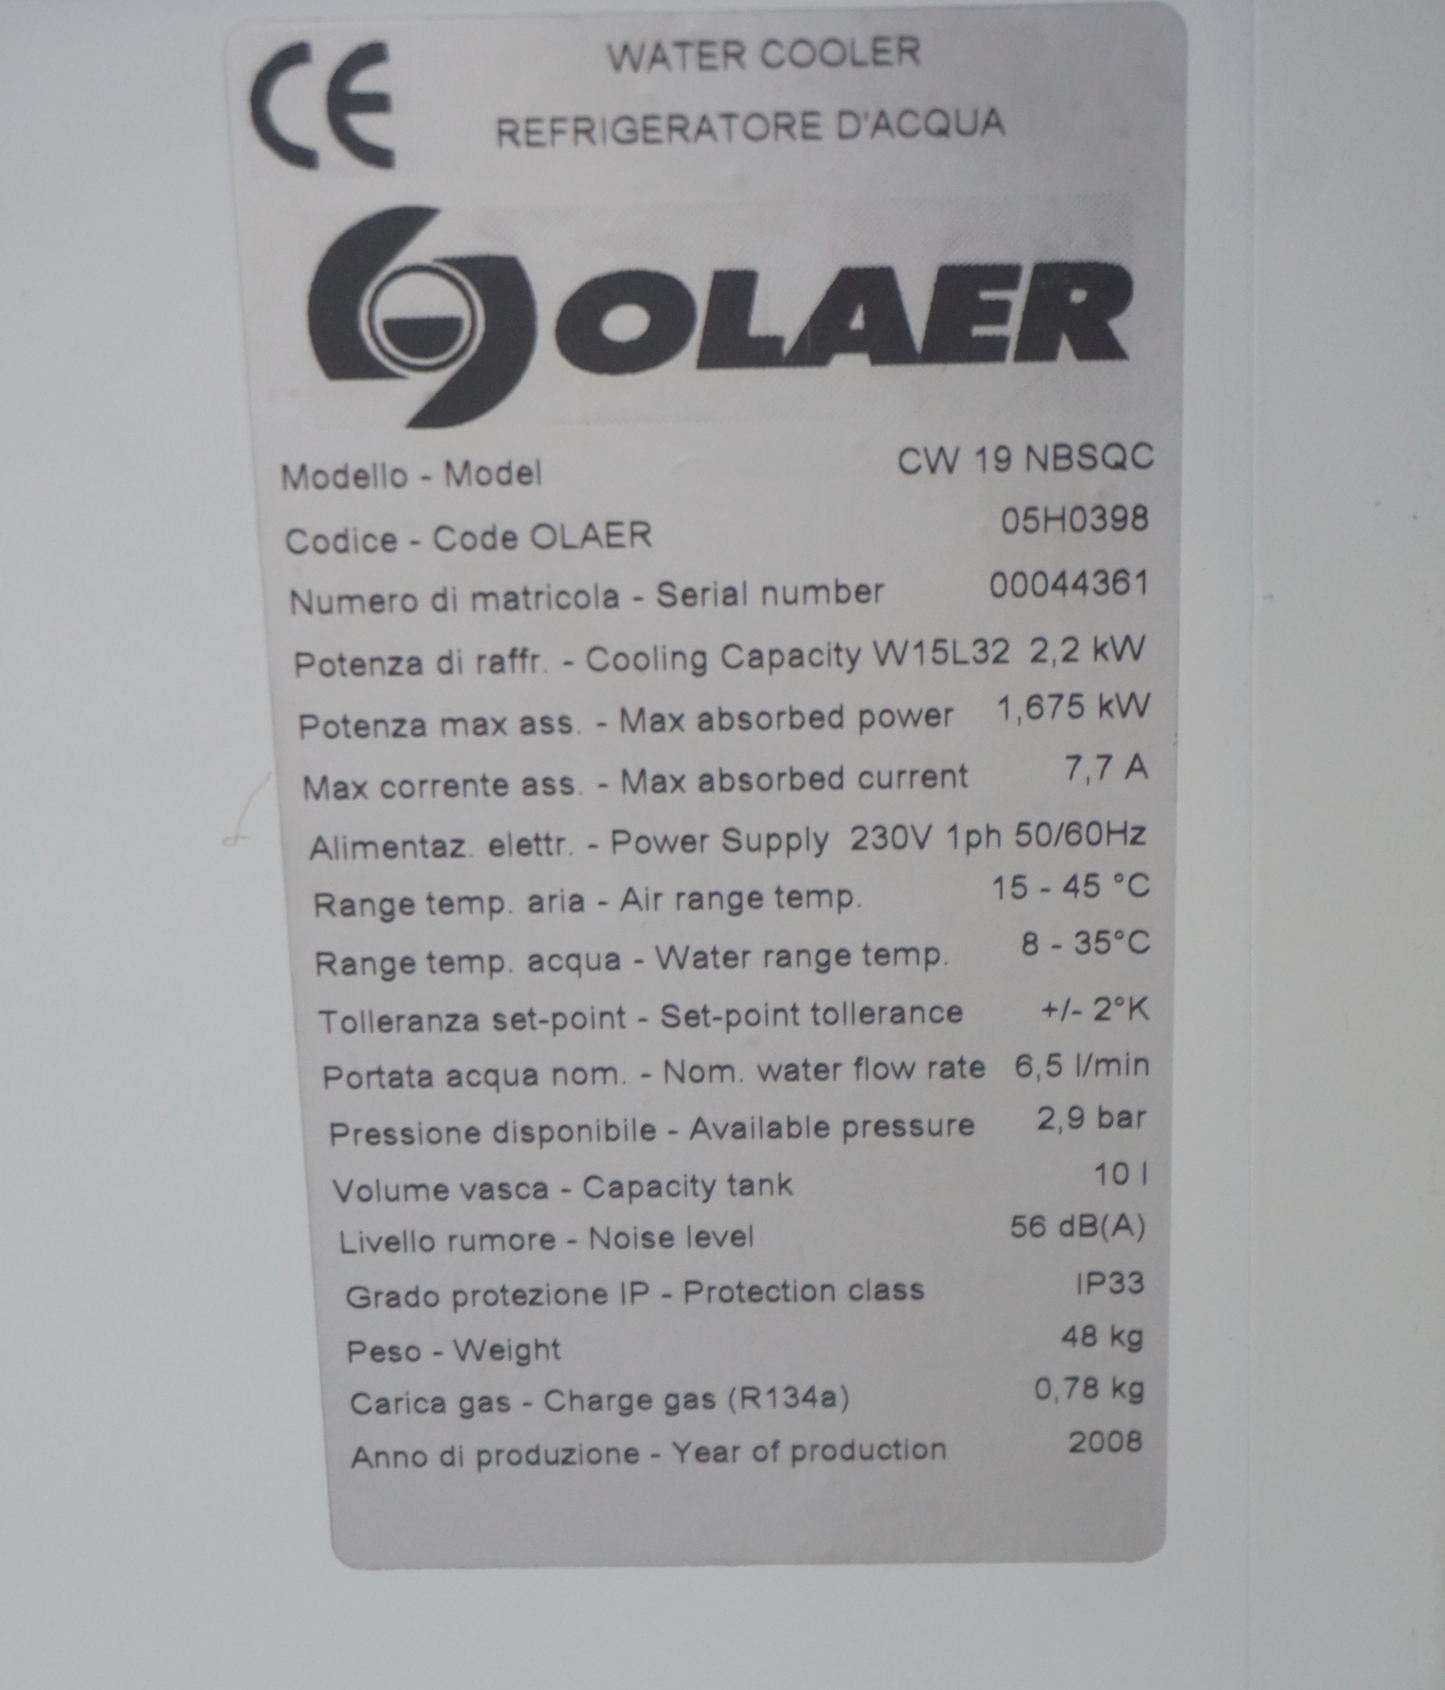 CE
WATER COOLER
REFRIGERATORE D'ACQUA
OLAER
Modello - Model CW 19 NBSQC
Codice - Code OLAER 05H0398
Numero di matricola - Serial number 00044361
Potenza di raffr. - Cooling Capacity W15L32 2,2 kW
Potenza max ass. - Max absorbed power 1,675 kW
Max corrente ass. - Max absorbed current 7,7 A
Alimentaz. elettr. - Power Supply 230V 1ph 50/60Hz
Range temp. aria - Air range temp. 15 - 45 °C
Range temp. acqua - Water range temp. 8 - 35°C
Tolleranza set-point - Set-point tollerance +/- 2°K
Portata acqua nom. - Nom. water flow rate 6,5 l/min
Pressione disponibile - Available pressure 2,9 bar
Volume vasca - Capacity tank 10 l
Livello rumore - Noise level 56 dB(A)
Grado protezione IP - Protection class IP33
Peso - Weight 48 kg
Carica gas - Charge gas (R134a) 0,78 kg
Anno di produzione - Year of production 2008